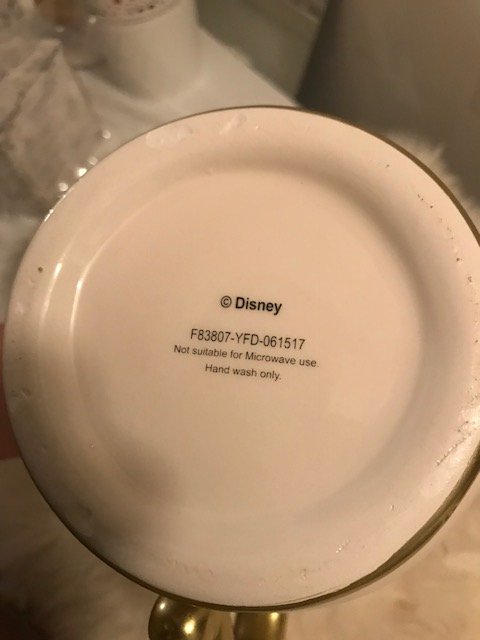 © Disney
F83807-YFD-061517
Not suitable for Microwave use.
Hand wash only.